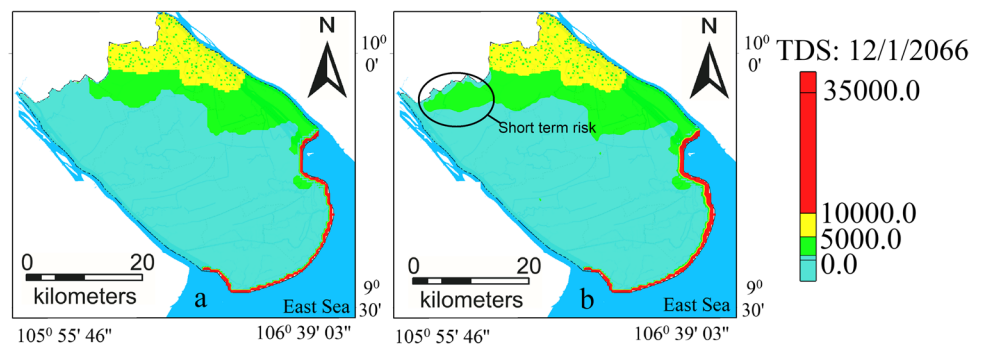 N
10⁰
0'
0 20
kilometers
a
East Sea
9⁰
30'
105⁰ 55' 46"
106⁰ 39' 03"
N
10⁰
0'
Short term risk
0 20
kilometers
b
East Sea
9⁰
30'
105⁰ 55' 46"
106⁰ 39' 03"
TDS: 12/1/2066
35000.0
10000.0
5000.0
0.0